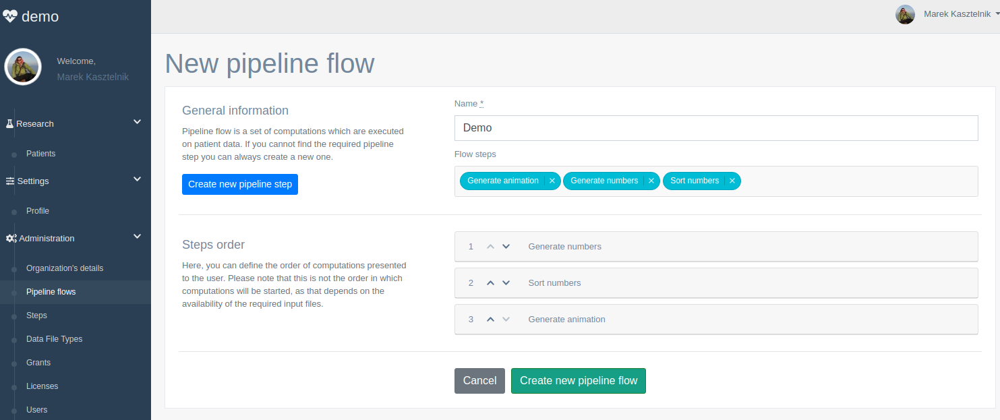 demo
Marek Kasztelnik
Welcome,
Marek Kasztelnik
Research
Patients
Settings
Profile
Administration
Organization's details
Pipeline flows
Steps
Data File Types
Grants
Licenses
Users
New pipeline flow
General information
Pipeline flow is a set of computations which are executed
on patient data. If you cannot find the required pipeline
step you can always create a new one.
Create new pipeline step
Name *
Demo
Flow steps
Generate animation × Generate numbers × Sort numbers ×
Steps order
Here, you can define the order of computations presented
to the user. Please note that this is not the order in which
computations will be started, as that depends on the
availability of the required input files.
1 Generate numbers
2 Sort numbers
3 Generate animation
Cancel
Create new pipeline flow